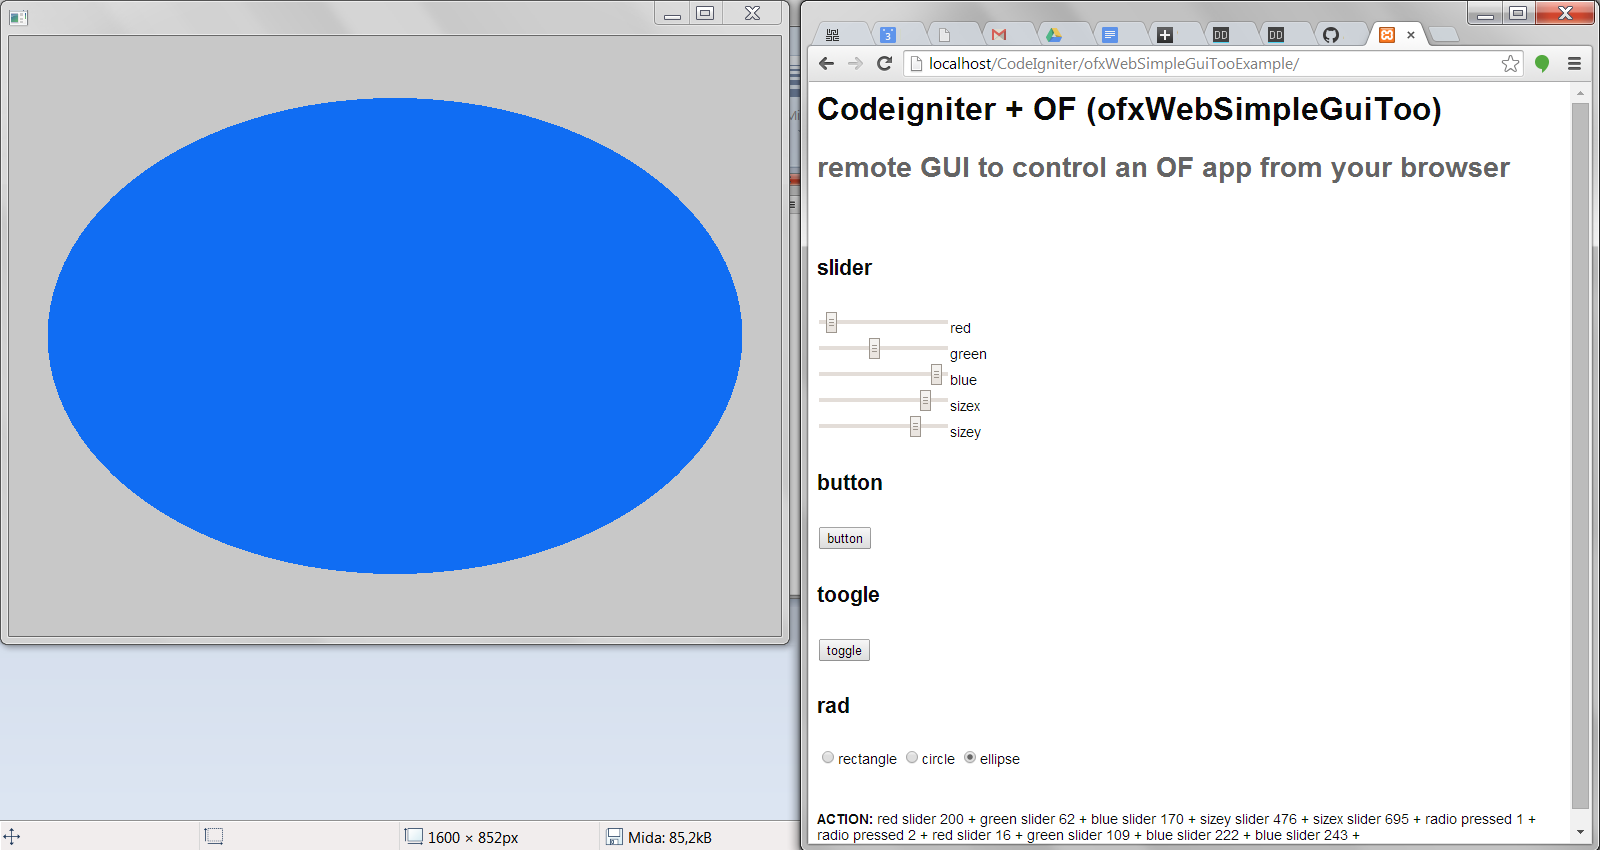 localhost/CodeIgniter/ofxWebSimpleGuiTooExample/
Codeigniter + OF (ofxWebSimpleGuiToo)
remote GUI to control an OF app from your browser
slider
red
green
blue
sizex
sizey
button
button
toogle
toggle
rad
rectangle circle ellipse
ACTION: red slider 200 + green slider 62 + blue slider 170 + sizey slider 476 + sizex slider 695 + radio pressed 1 +
radio pressed 2 + red slider 16 + green slider 109 + blue slider 222 + blue slider 243 +
1600 × 852px
Mida: 85,2kB